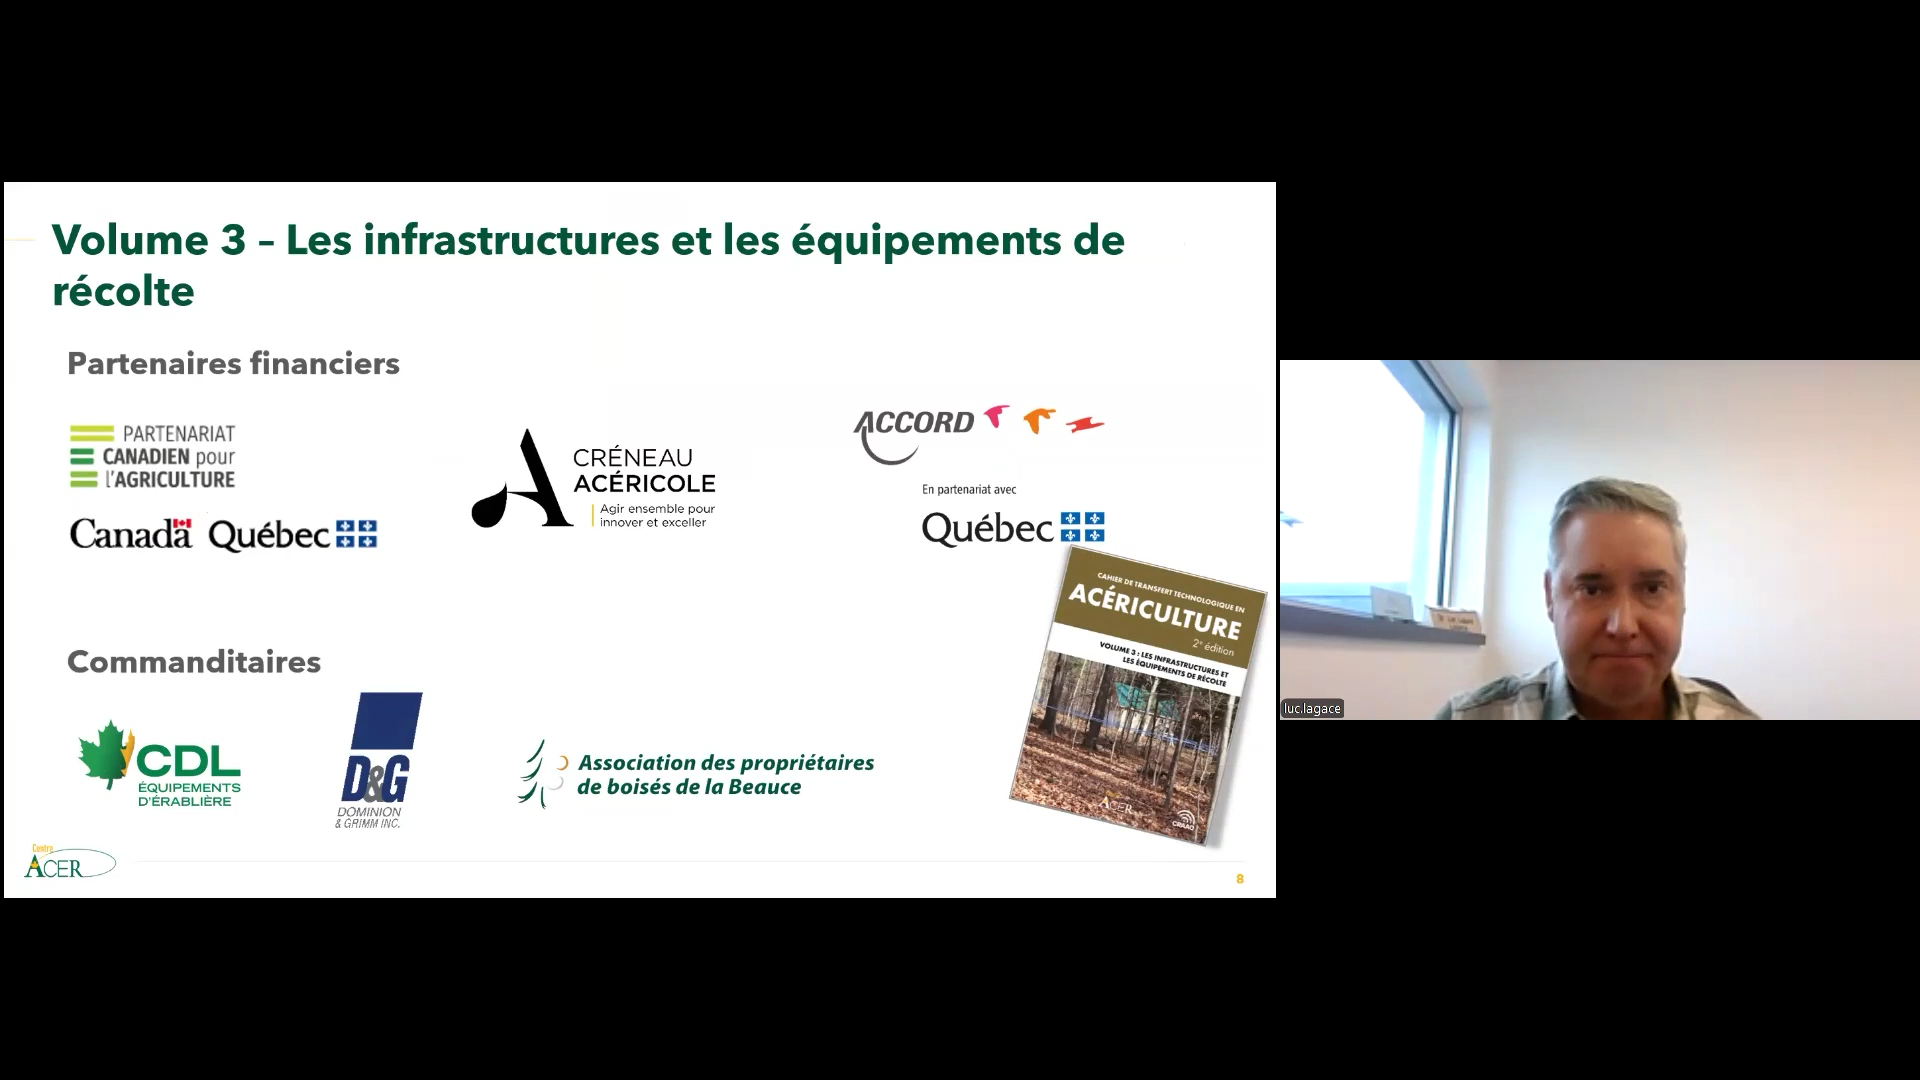 Volume 3 – Les infrastructures et les équipements de
récolte
Partenaires financiers
PARTENARIAT
CANADIEN pour
l'AGRICULTURE
Canada Québec
CRÉNEAU
ACÉRICOLE
Agir ensemble pour
innover et exceller
ACCORD
En partenariat avec
Québec
CAHIER DE TRANSFERT TECHNOLOGIQUE EN
ACÉRICULTURE
2e édition
VOLUME 3 : LES INFRASTRUCTURES ET
LES ÉQUIPEMENTS DE RÉCOLTE
ACER
CRAAQ
Commanditaires
CDL
ÉQUIPEMENTS
D'ÉRABLIÈRE
D&G
DOMINION
& GRIMM INC.
Association des propriétaires
de boisés de la Beauce
Centre
ACER
8
luc.lagace